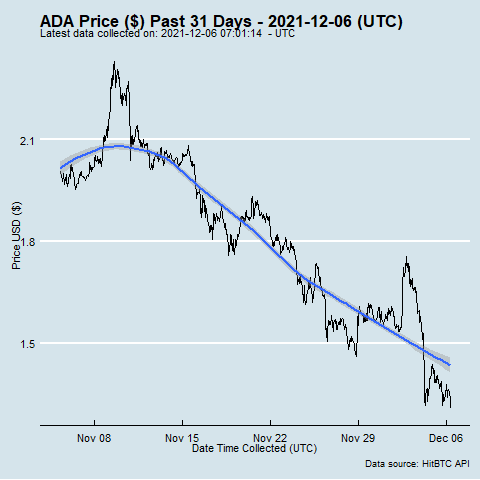 ADA Price ($) Past 31 Days - 2021-12-06 (UTC)
Latest data collected on: 2021-12-06 07:01:14  - UTC
Price USD ($)
2.1
1.8
1.5
Nov 08 Nov 15 Nov 22 Nov 29 Dec 06
Date Time Collected (UTC)
Data source: HitBTC API